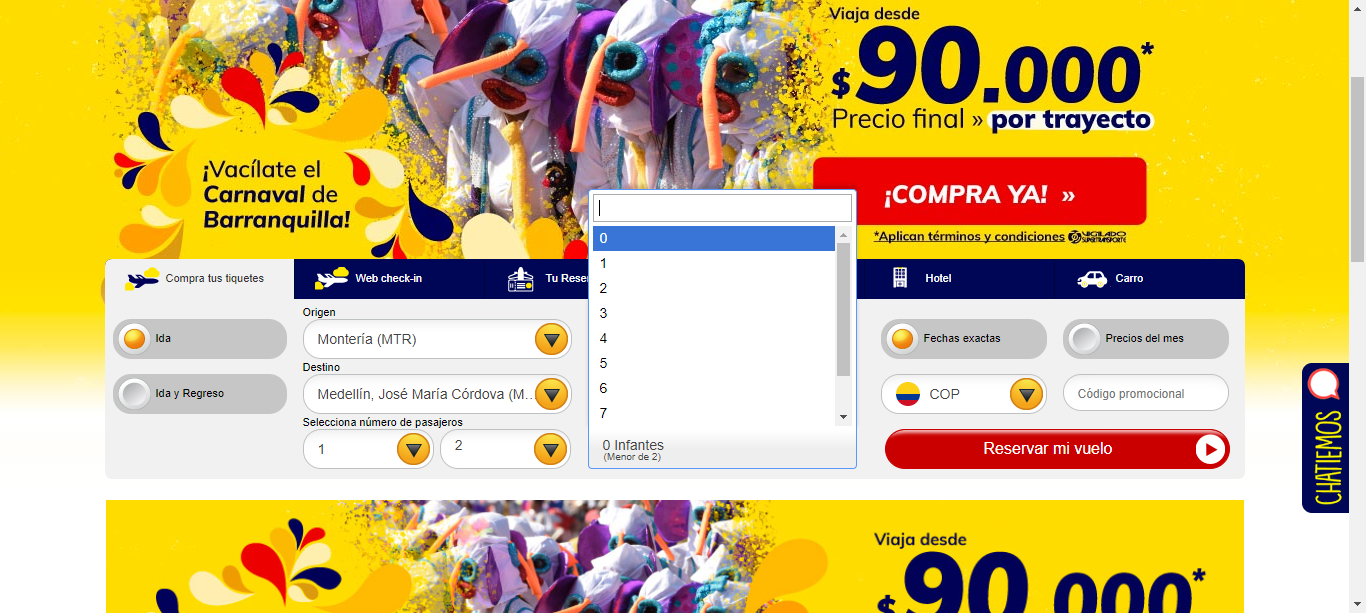 Viaja desde
$90.000*
Precio final » por trayecto
¡Vacílate el
Carnaval de
Barranquilla!
¡COMPRA YA! »
*Aplican términos y condiciones
VIGILADO
SUPERTRANSPORTE
Compra tus tiquetes
Web check-in
Tu Rese
Hotel
Carro
Ida
Ida y Regreso
Origen
Montería (MTR)
Destino
Medellín, José María Córdova (M...
Selecciona número de pasajeros
1
2
0
1
2
3
4
5
6
7
0 Infantes
(Menor de 2)
Fechas exactas
Precios del mes
COP
Código promocional
Reservar mi vuelo
CHATIEMOS
Viaja desde
$90.000*